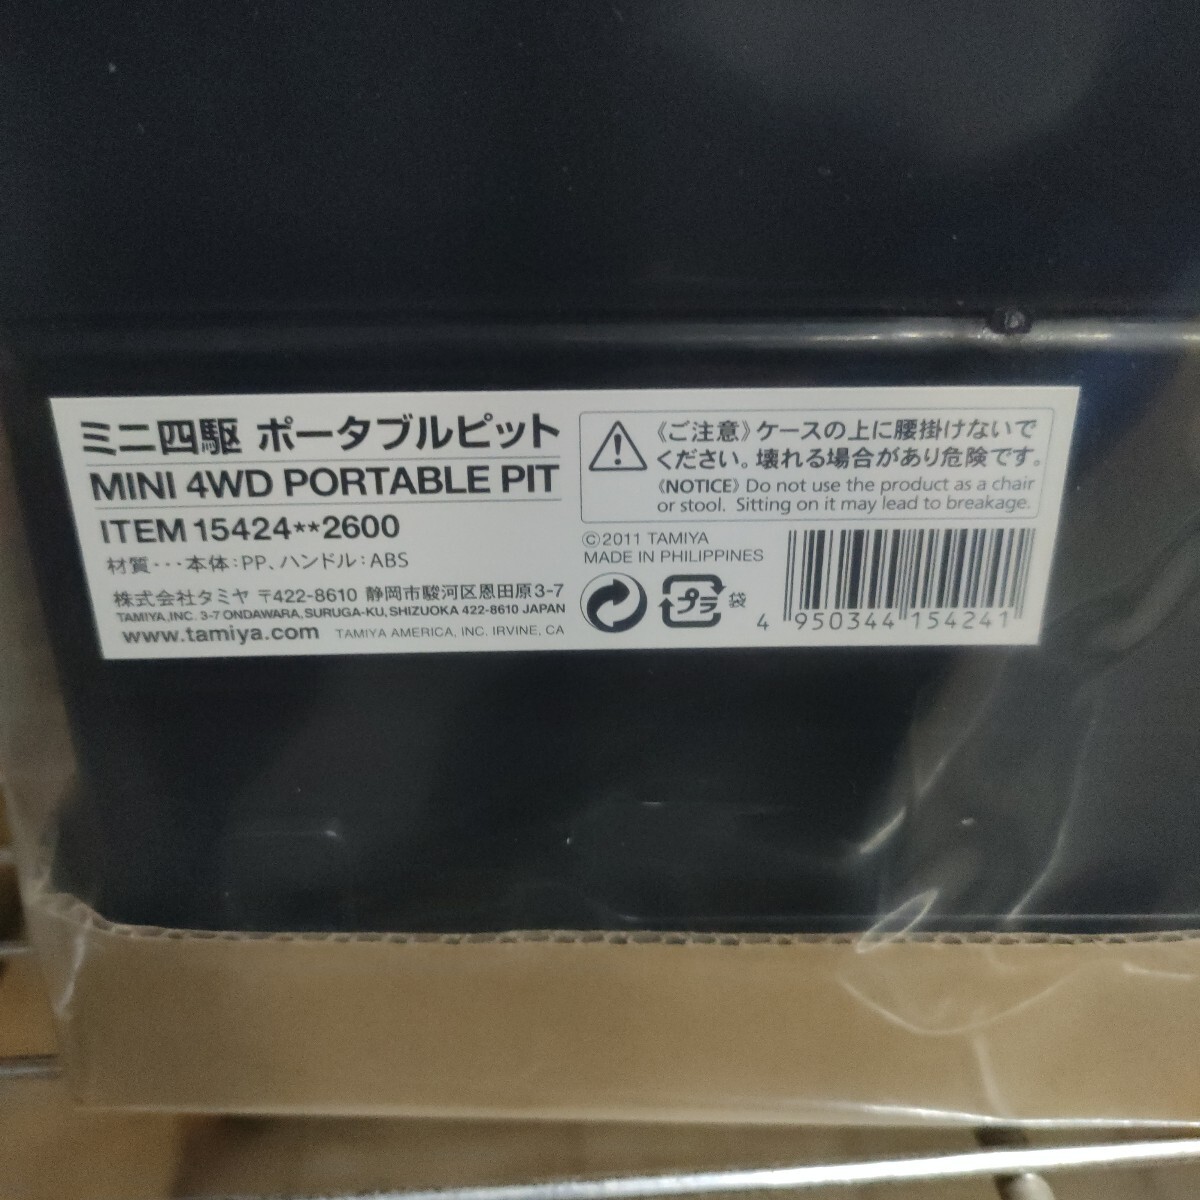 ミニ四駆 ポータブルピット
MINI 4WD PORTABLE PIT
ITEM 15424**2600
材質･･･本体：PP、ハンドル：ABS
株式会社タミヤ 〒422-8610 静岡市駿河区恩田原3-7
TAMIYA, INC. 3-7 ONDAWARA, SURUGA-KU, SHIZUOKA 422-8610 JAPAN
www.tamiya.com TAMIYA AMERICA, INC. IRVINE, CA
《ご注意》ケースの上に腰掛けないで
ください。壊れる場合があり危険です。
《NOTICE》Do not use the product as a chair
or stool. Sitting on it may lead to breakage.
©2011 TAMIYA
MADE IN PHILIPPINES
プラ 袋
4 950344 154241